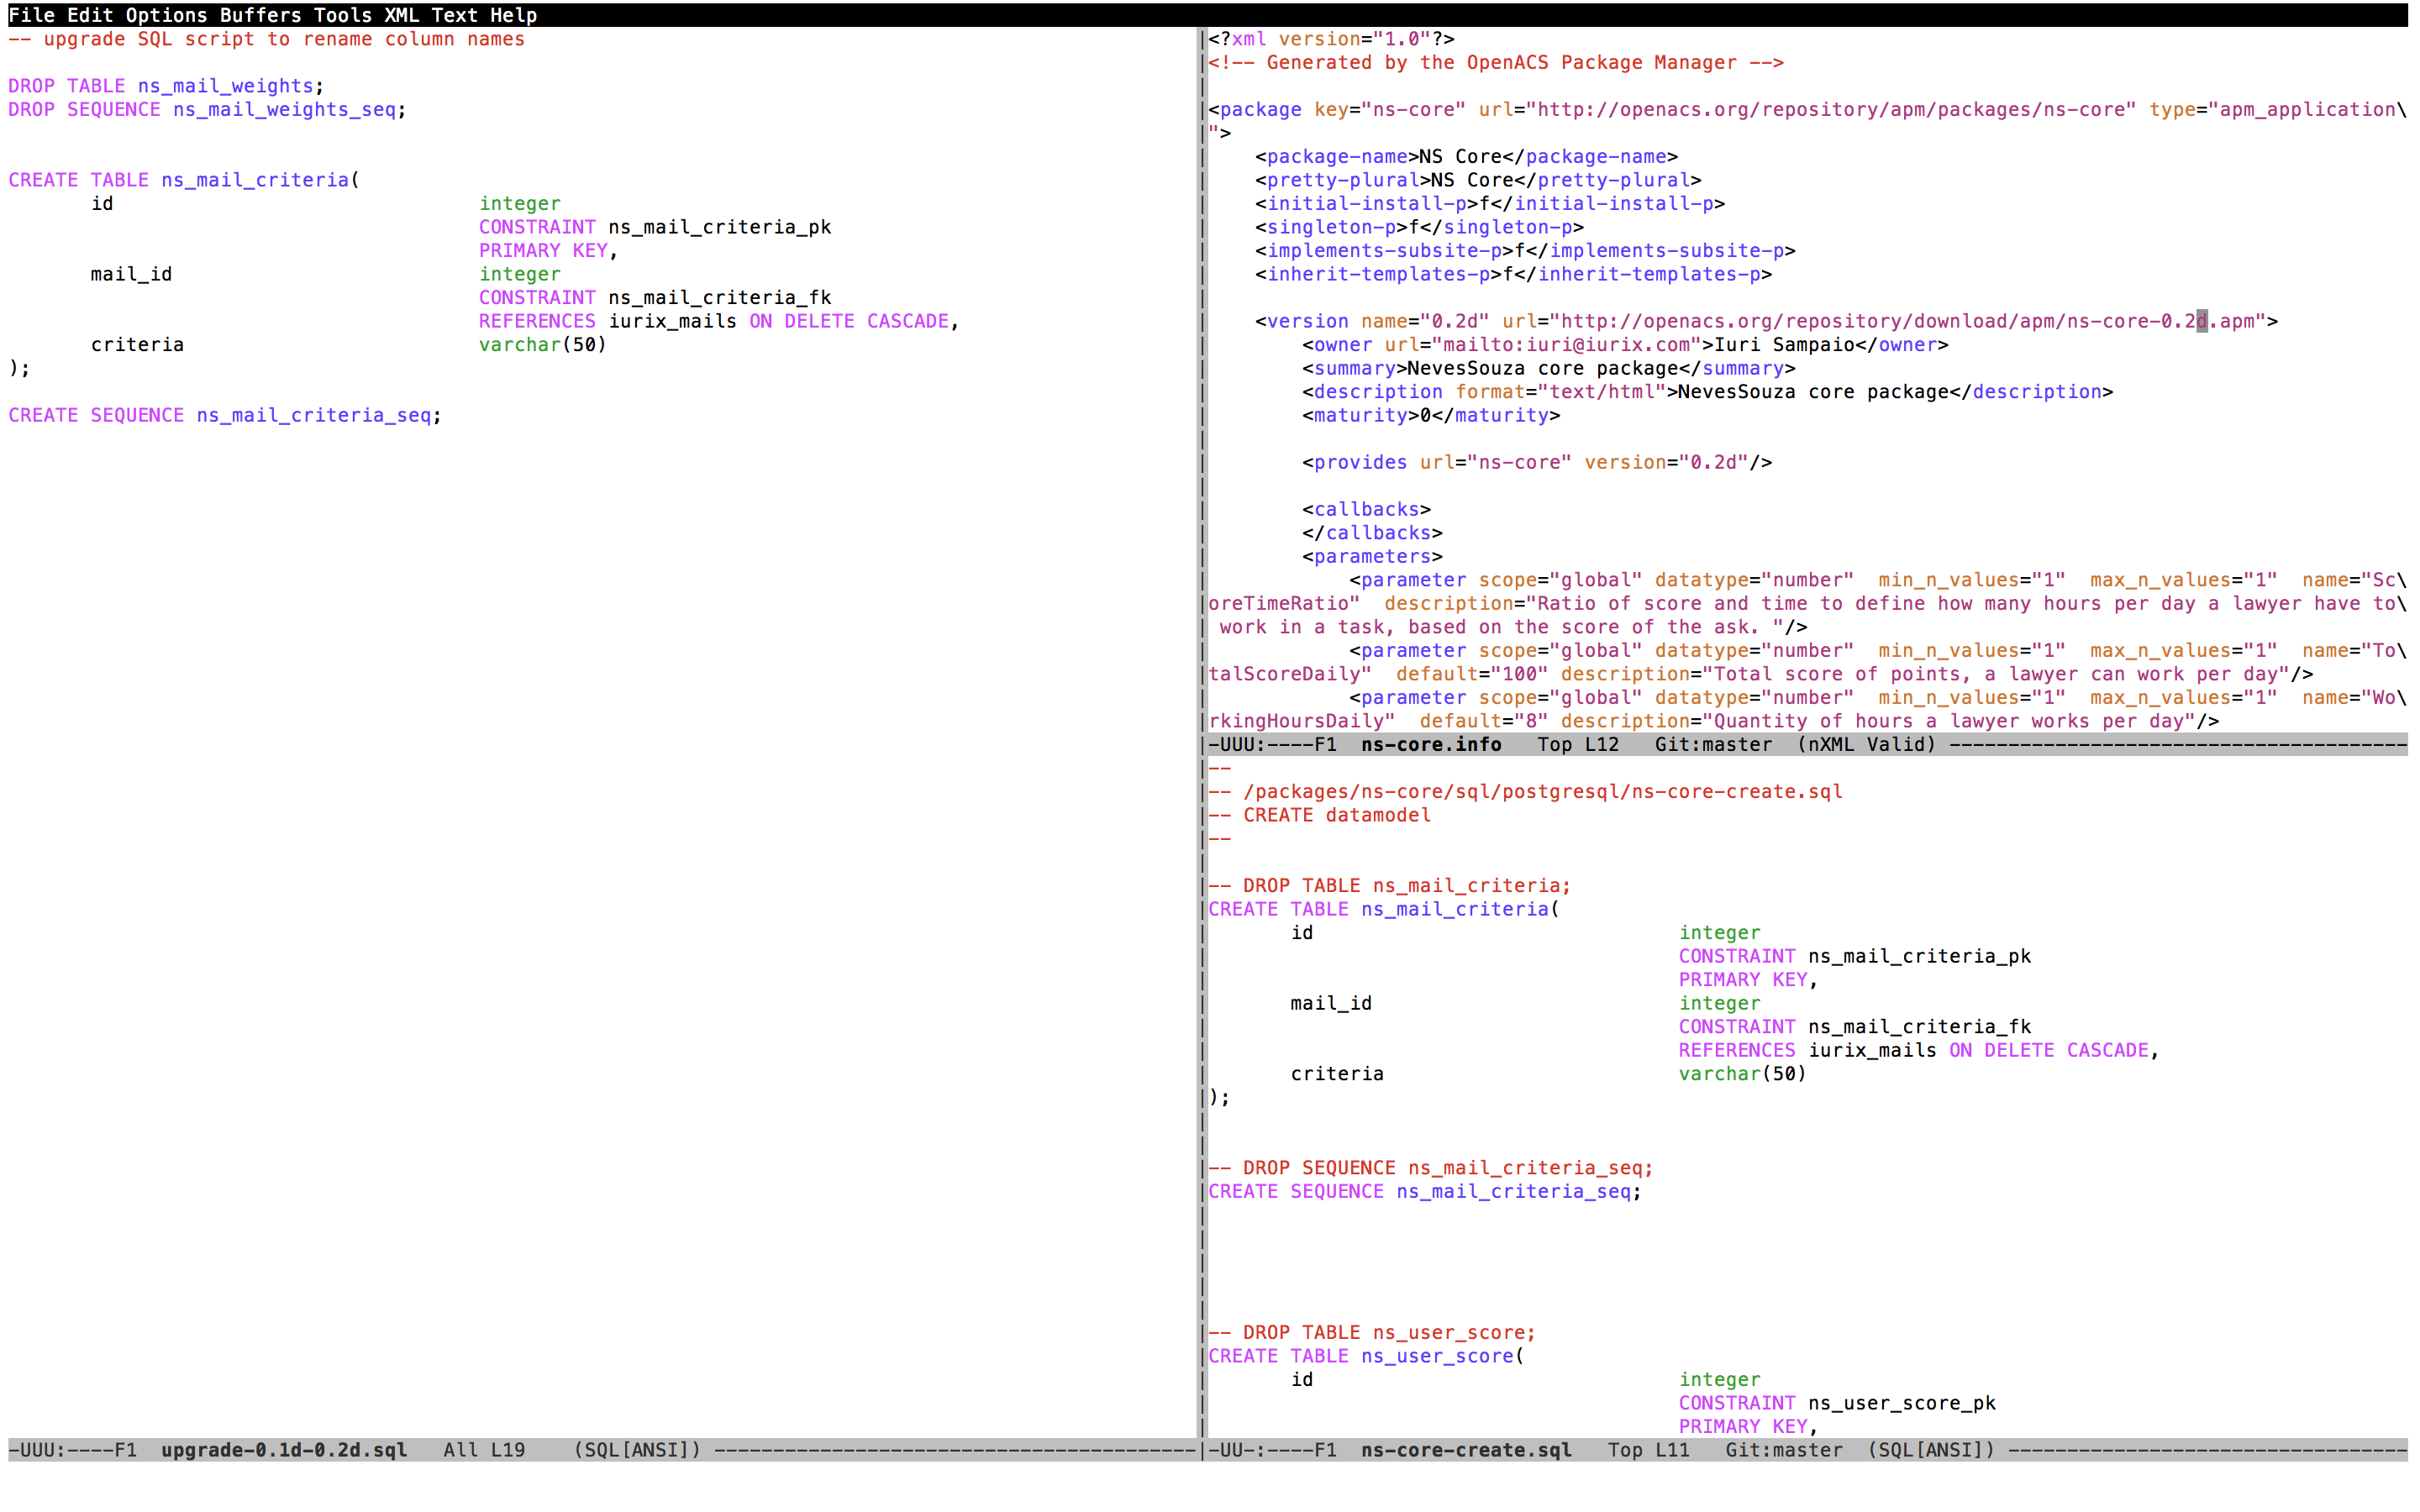 File Edit Options Buffers Tools XML Text Help
-- upgrade SQL script to rename column names
DROP TABLE ns_mail_weights;
DROP SEQUENCE ns_mail_weights_seq;
CREATE TABLE ns_mail_criteria(
id integer
CONSTRAINT ns_mail_criteria_pk
PRIMARY KEY,
mail_id integer
CONSTRAINT ns_mail_criteria_fk
REFERENCES iurix_mails ON DELETE CASCADE,
criteria varchar(50)
);
CREATE SEQUENCE ns_mail_criteria_seq;
-UUU:----F1 upgrade-0.1d-0.2d.sql All L19 (SQL[ANSI]) -----------------------------------------
<?xml version="1.0"?>
<!-- Generated by the OpenACS Package Manager -->
<package key="ns-core" url="http://openacs.org/repository/apm/packages/ns-core" type="apm_application\
">
<package-name>NS Core</package-name>
<pretty-plural>NS Core</pretty-plural>
<initial-install-p>f</initial-install-p>
<singleton-p>f</singleton-p>
<implements-subsite-p>f</implements-subsite-p>
<inherit-templates-p>f</inherit-templates-p>
<version name="0.2d" url="http://openacs.org/repository/download/apm/ns-core-0.2d.apm">
<owner url="mailto:iuri@iurix.com">Iuri Sampaio</owner>
<summary>NevesSouza core package</summary>
<description format="text/html">NevesSouza core package</description>
<maturity>0</maturity>
<provides url="ns-core" version="0.2d"/>
<callbacks>
</callbacks>
<parameters>
<parameter scope="global" datatype="number"  min_n_values="1"  max_n_values="1"  name="Sc\
oreTimeRatio"  description="Ratio of score and time to define how many hours per day a lawyer have to\
work in a task, based on the score of the ask. "/>
<parameter scope="global" datatype="number"  min_n_values="1"  max_n_values="1"  name="To\
talScoreDaily"  default="100" description="Total score of points, a lawyer can work per day"/>
<parameter scope="global" datatype="number"  min_n_values="1"  max_n_values="1"  name="Wo\
rkingHoursDaily"  default="8" description="Quantity of hours a lawyer works per day"/>
-UUU:----F1 ns-core.info Top L12 Git:master (nXML Valid) ---------------------------------------
--
-- /packages/ns-core/sql/postgresql/ns-core-create.sql
-- CREATE datamodel
--
-- DROP TABLE ns_mail_criteria;
CREATE TABLE ns_mail_criteria(
id integer
CONSTRAINT ns_mail_criteria_pk
PRIMARY KEY,
mail_id integer
CONSTRAINT ns_mail_criteria_fk
REFERENCES iurix_mails ON DELETE CASCADE,
criteria varchar(50)
);
-- DROP SEQUENCE ns_mail_criteria_seq;
CREATE SEQUENCE ns_mail_criteria_seq;
-- DROP TABLE ns_user_score;
CREATE TABLE ns_user_score(
id integer
CONSTRAINT ns_user_score_pk
PRIMARY KEY,
-UU-:----F1 ns-core-create.sql Top L11 Git:master (SQL[ANSI]) ----------------------------------